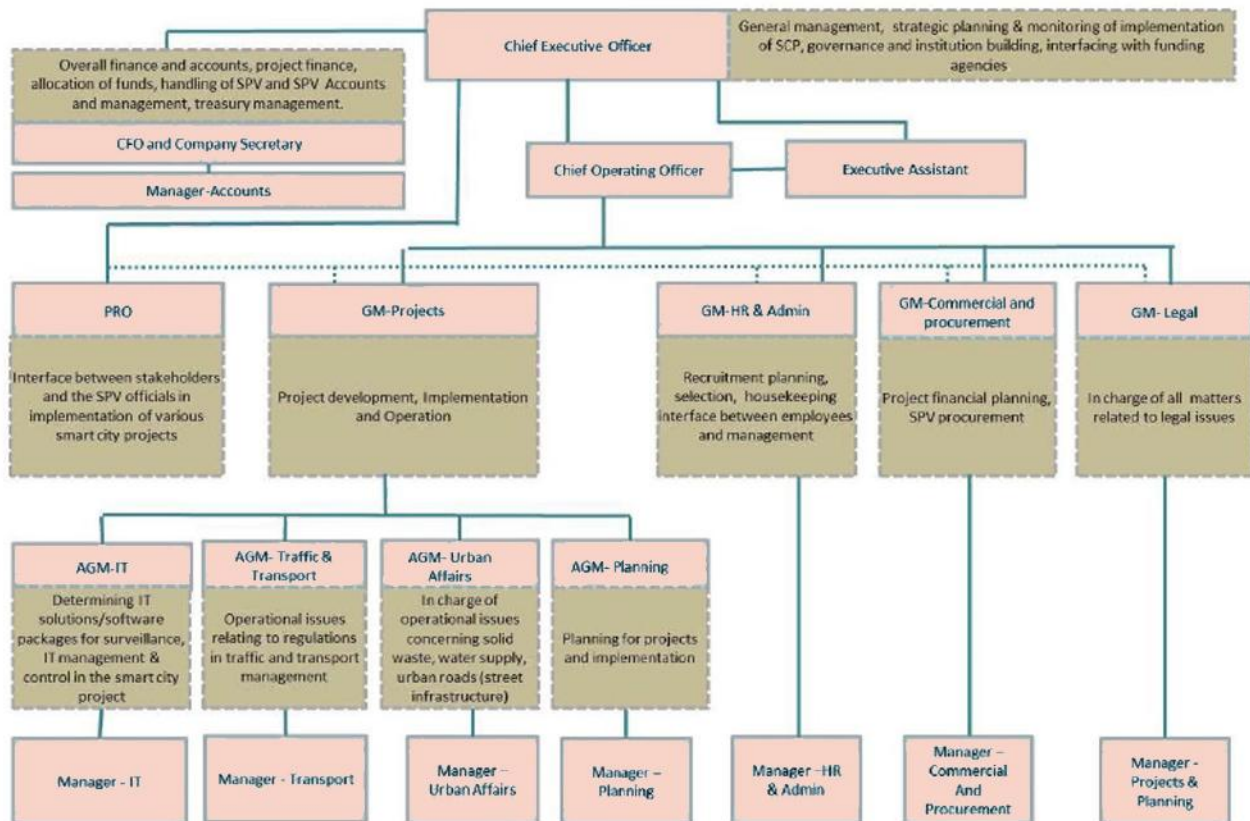 Chief Executive Officer
General management, strategic planning & monitoring of implementation
of SCP, governance and institution building, interfacing with funding
agencies
Overall finance and accounts, project finance,
allocation of funds, handling of SPV and SPV Accounts
and management, treasury management.
CFO and Company Secretary
Manager-Accounts
Chief Operating Officer
Executive Assistant
PRO
Interface between stakeholders
and the SPV officials in
implementation of various
smart city projects
GM-Projects
Project development, Implementation
and Operation
GM-HR & Admin
Recruitment planning,
selection, housekeeping
interface between employees
and management
GM-Commercial and
procurement
Project financial planning,
SPV procurement
GM- Legal
In charge of all matters
related to legal issues
AGM-IT
Determining IT
solutions/software
packages for surveillance,
IT management &
control in the smart city
project
AGM- Traffic &
Transport
Operational issues
relating to regulations
in traffic and transport
management
AGM- Urban
Affairs
In charge of
operational issues
concerning solid
waste, water supply,
urban roads (street
infrastructure)
AGM- Planning
Planning for projects
and implementation
Manager - IT
Manager - Transport
Manager –
Urban Affairs
Manager –
Planning
Manager –HR
& Admin
Manager –
Commercial
And
Procurement
Manager -
Projects &
Planning